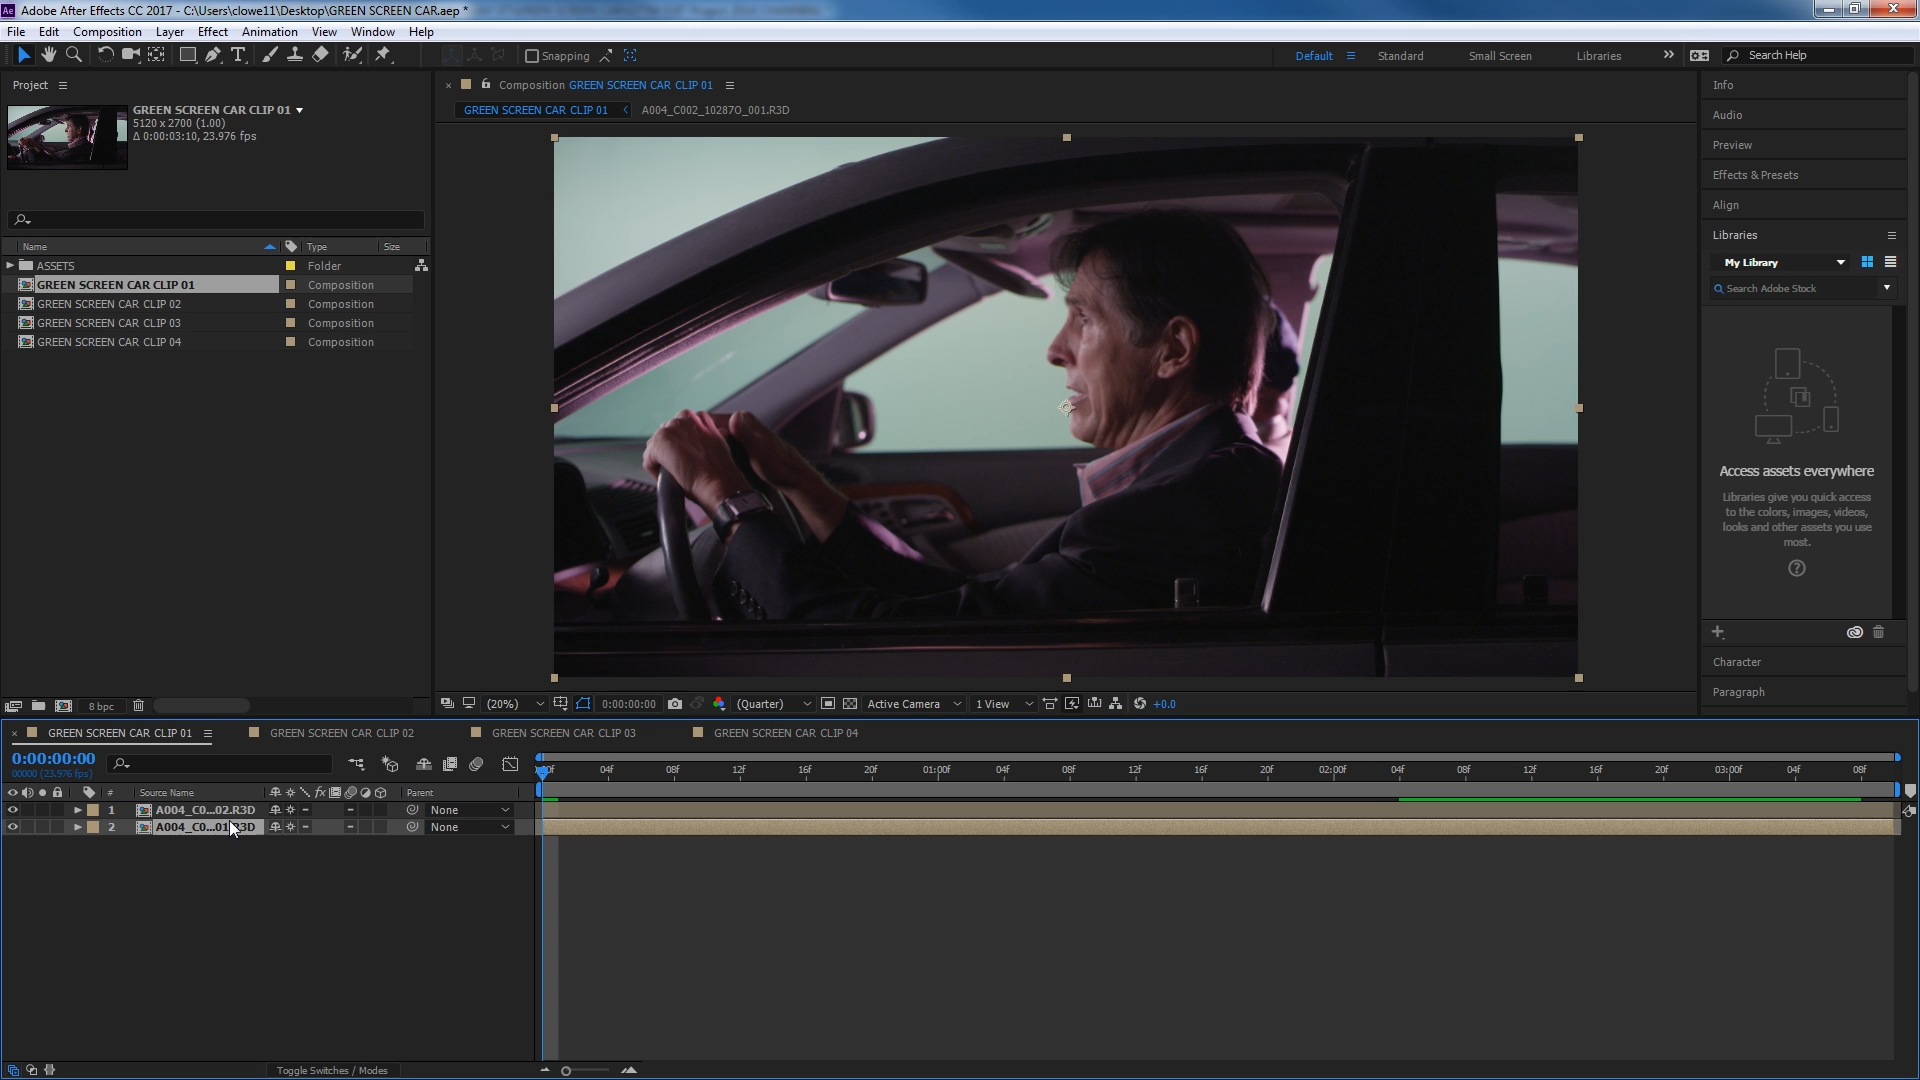 Ae Adobe After Effects CC 2017 - C:\Users\clowe11\Desktop\GREEN SCREEN CAR.aep *
File Edit Composition Layer Effect Animation View Window Help
Snapping Default Standard Small Screen Libraries Search Help
Project
GREEN SCREEN CAR CLIP 01
5120 x 2700 (1.00)
Δ 0:00:03:10, 23.976 fps
Name Type Size
ASSETS Folder
GREEN SCREEN CAR CLIP 01 Composition
GREEN SCREEN CAR CLIP 02 Composition
GREEN SCREEN CAR CLIP 03 Composition
GREEN SCREEN CAR CLIP 04 Composition
8 bpc
Composition GREEN SCREEN CAR CLIP 01
GREEN SCREEN CAR CLIP 01 A004_C002_10287O_001.R3D
(20%) 0:00:00:00 (Quarter) Active Camera 1 View +0.0
Info
Audio
Preview
Effects & Presets
Align
Libraries
My Library
Search Adobe Stock
Access assets everywhere
Libraries give you quick access
to the colors, images, videos,
looks and other assets you use
most.
Character
Paragraph
GREEN SCREEN CAR CLIP 01 GREEN SCREEN CAR CLIP 02 GREEN SCREEN CAR CLIP 03 GREEN SCREEN CAR CLIP 04
0:00:00:00
00000 (23.976 fps)
04f 08f 12f 16f 20f 01:00f 04f 08f 12f 16f 20f 02:00f 04f 08f 12f 16f 20f 03:00f 04f 08f
# Source Name fx Parent
1 A004_C0...02.R3D None
2 A004_C0...01.R3D None
Toggle Switches / Modes